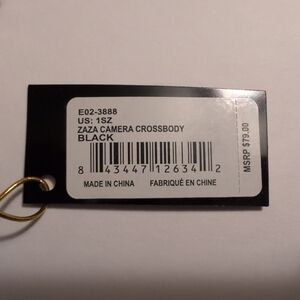 E02-3888
US: 1SZ
ZAZA CAMERA CROSSBODY
BLACK
8 43447 12634 2
MADE IN CHINA FABRIQUÉ EN CHINE
MSRP $79.00